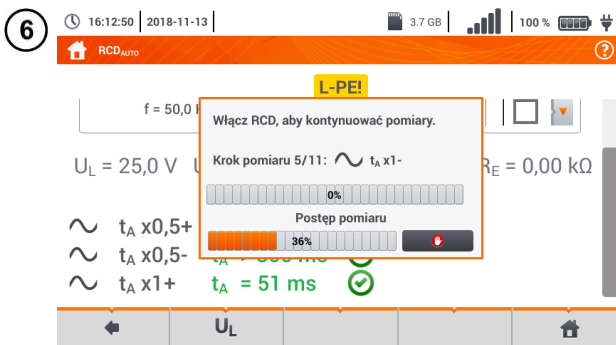 6
16:12:50 2018-11-13 3.7 GB 100 %
RCDAUTO ?
L-PE!
f = 50,0
Włącz RCD, aby kontynuować pomiary.
Krok pomiaru 5/11: tA x1-
UL = 25,0 V RE = 0,00 kΩ
0%
Postęp pomiaru
36%
tA x0,5+
tA x0,5- tA
tA x1+ tA = 51 ms
UL